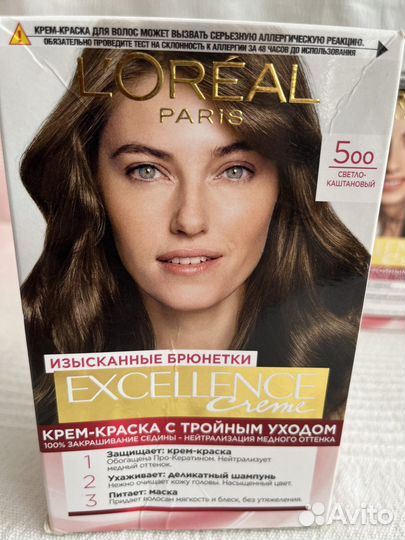 КРЕМ-КРАСКА ДЛЯ ВОЛОС МОЖЕТ ВЫЗВАТЬ СЕРЬЕЗНУЮ АЛЛЕРГИЧЕСКУЮ РЕАКЦИЮ.
ОБЯЗАТЕЛЬНО ПРОВЕДИТЕ ТЕСТ НА СКЛОННОСТЬ К АЛЛЕРГИИ ЗА 48 ЧАСОВ ДО ИСПОЛЬЗОВАНИЯ
L'ORÉAL
PARIS
500
СВЕТЛО-
КАШТАНОВЫЙ
ИЗЫСКАННЫЕ БРЮНЕТКИ
EXCELLENCE
Creme
КРЕМ-КРАСКА С ТРОЙНЫМ УХОДОМ
100% ЗАКРАШИВАНИЕ СЕДИНЫ - НЕЙТРАЛИЗАЦИЯ МЕДНОГО ОТТЕНКА
1 Защищает: крем-краска
Обогащена Про-Кератином. Нейтрализует
медный оттенок.
2 Ухаживает: деликатный шампунь
Нежно очищает кожу головы. Насыщенный цвет.
3 Питает: маска
Придает волосам мягкость и блеск, без утяжеления.
Avito